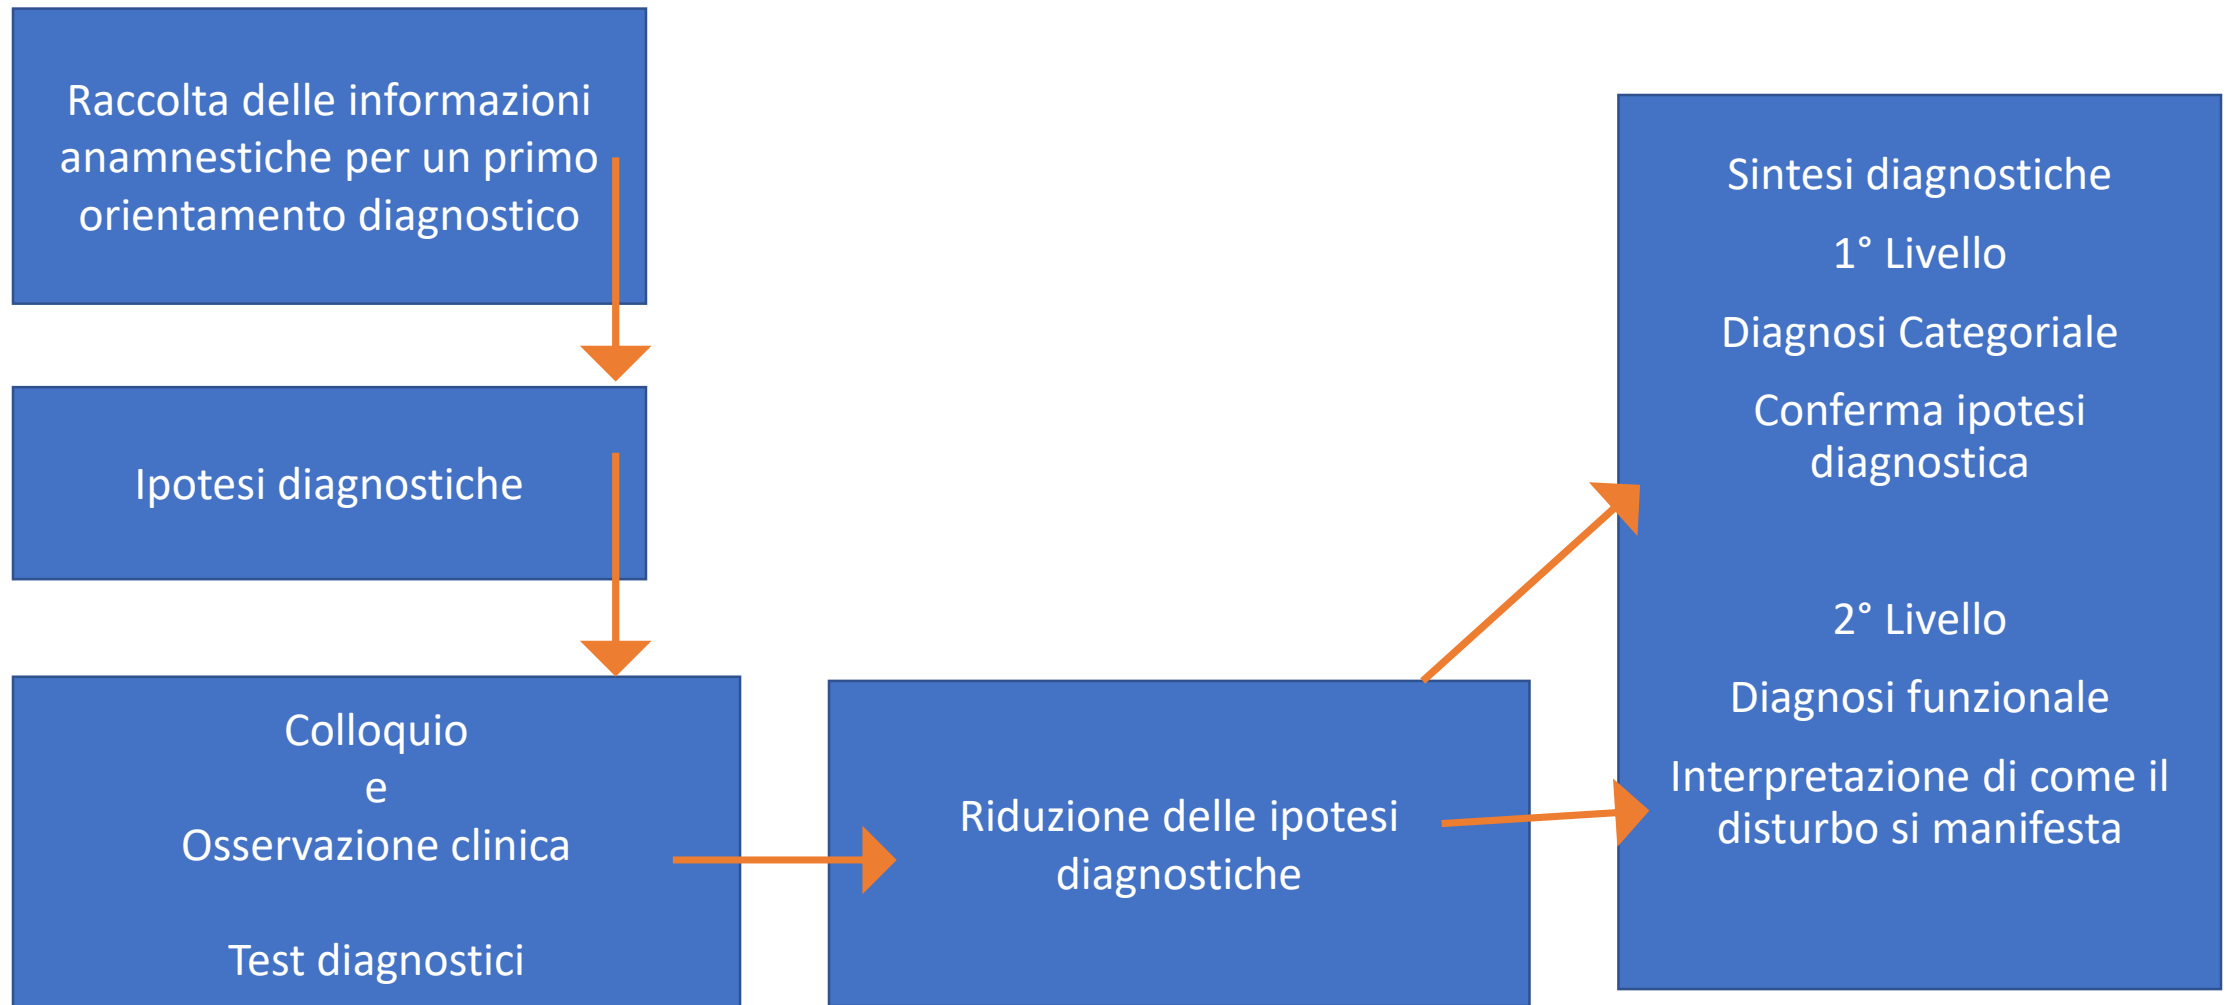 Raccolta delle informazioni
anamnestiche per un primo
orientamento diagnostico
Ipotesi diagnostiche
Colloquio
e
Osservazione clinica
Test diagnostici
Riduzione delle ipotesi
diagnostiche
Sintesi diagnostiche
1° Livello
Diagnosi Categoriale
Conferma ipotesi
diagnostica
2° Livello
Diagnosi funzionale
Interpretazione di come il
disturbo si manifesta